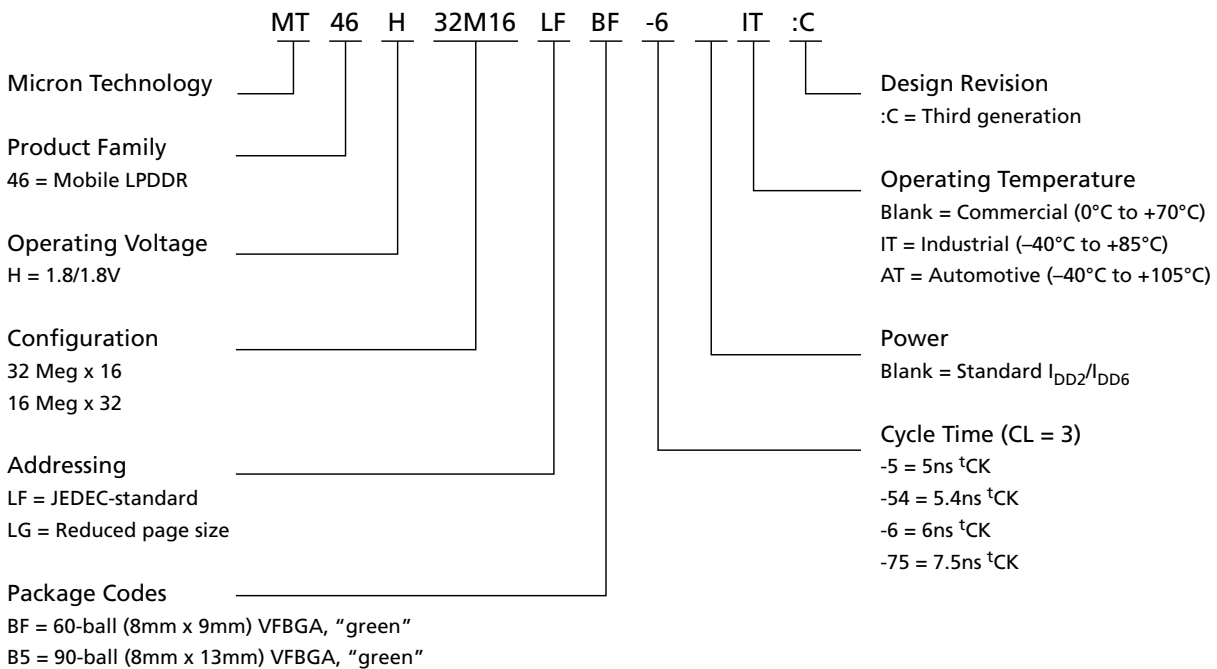 MT 46 H 32M16 LF BF -6 IT :C
Micron Technology
Product Family
46 = Mobile LPDDR
Operating Voltage
H = 1.8/1.8V
Configuration
32 Meg x 16
16 Meg x 32
Addressing
LF = JEDEC-standard
LG = Reduced page size
Package Codes
BF = 60-ball (8mm x 9mm) VFBGA, “green”
B5 = 90-ball (8mm x 13mm) VFBGA, “green”
Design Revision
:C = Third generation
Operating Temperature
Blank = Commercial (0°C to +70°C)
IT = Industrial (–40°C to +85°C)
AT = Automotive (–40°C to +105°C)
Power
Blank = Standard IDD2/IDD6
Cycle Time (CL = 3)
-5 = 5ns tCK
-54 = 5.4ns tCK
-6 = 6ns tCK
-75 = 7.5ns tCK